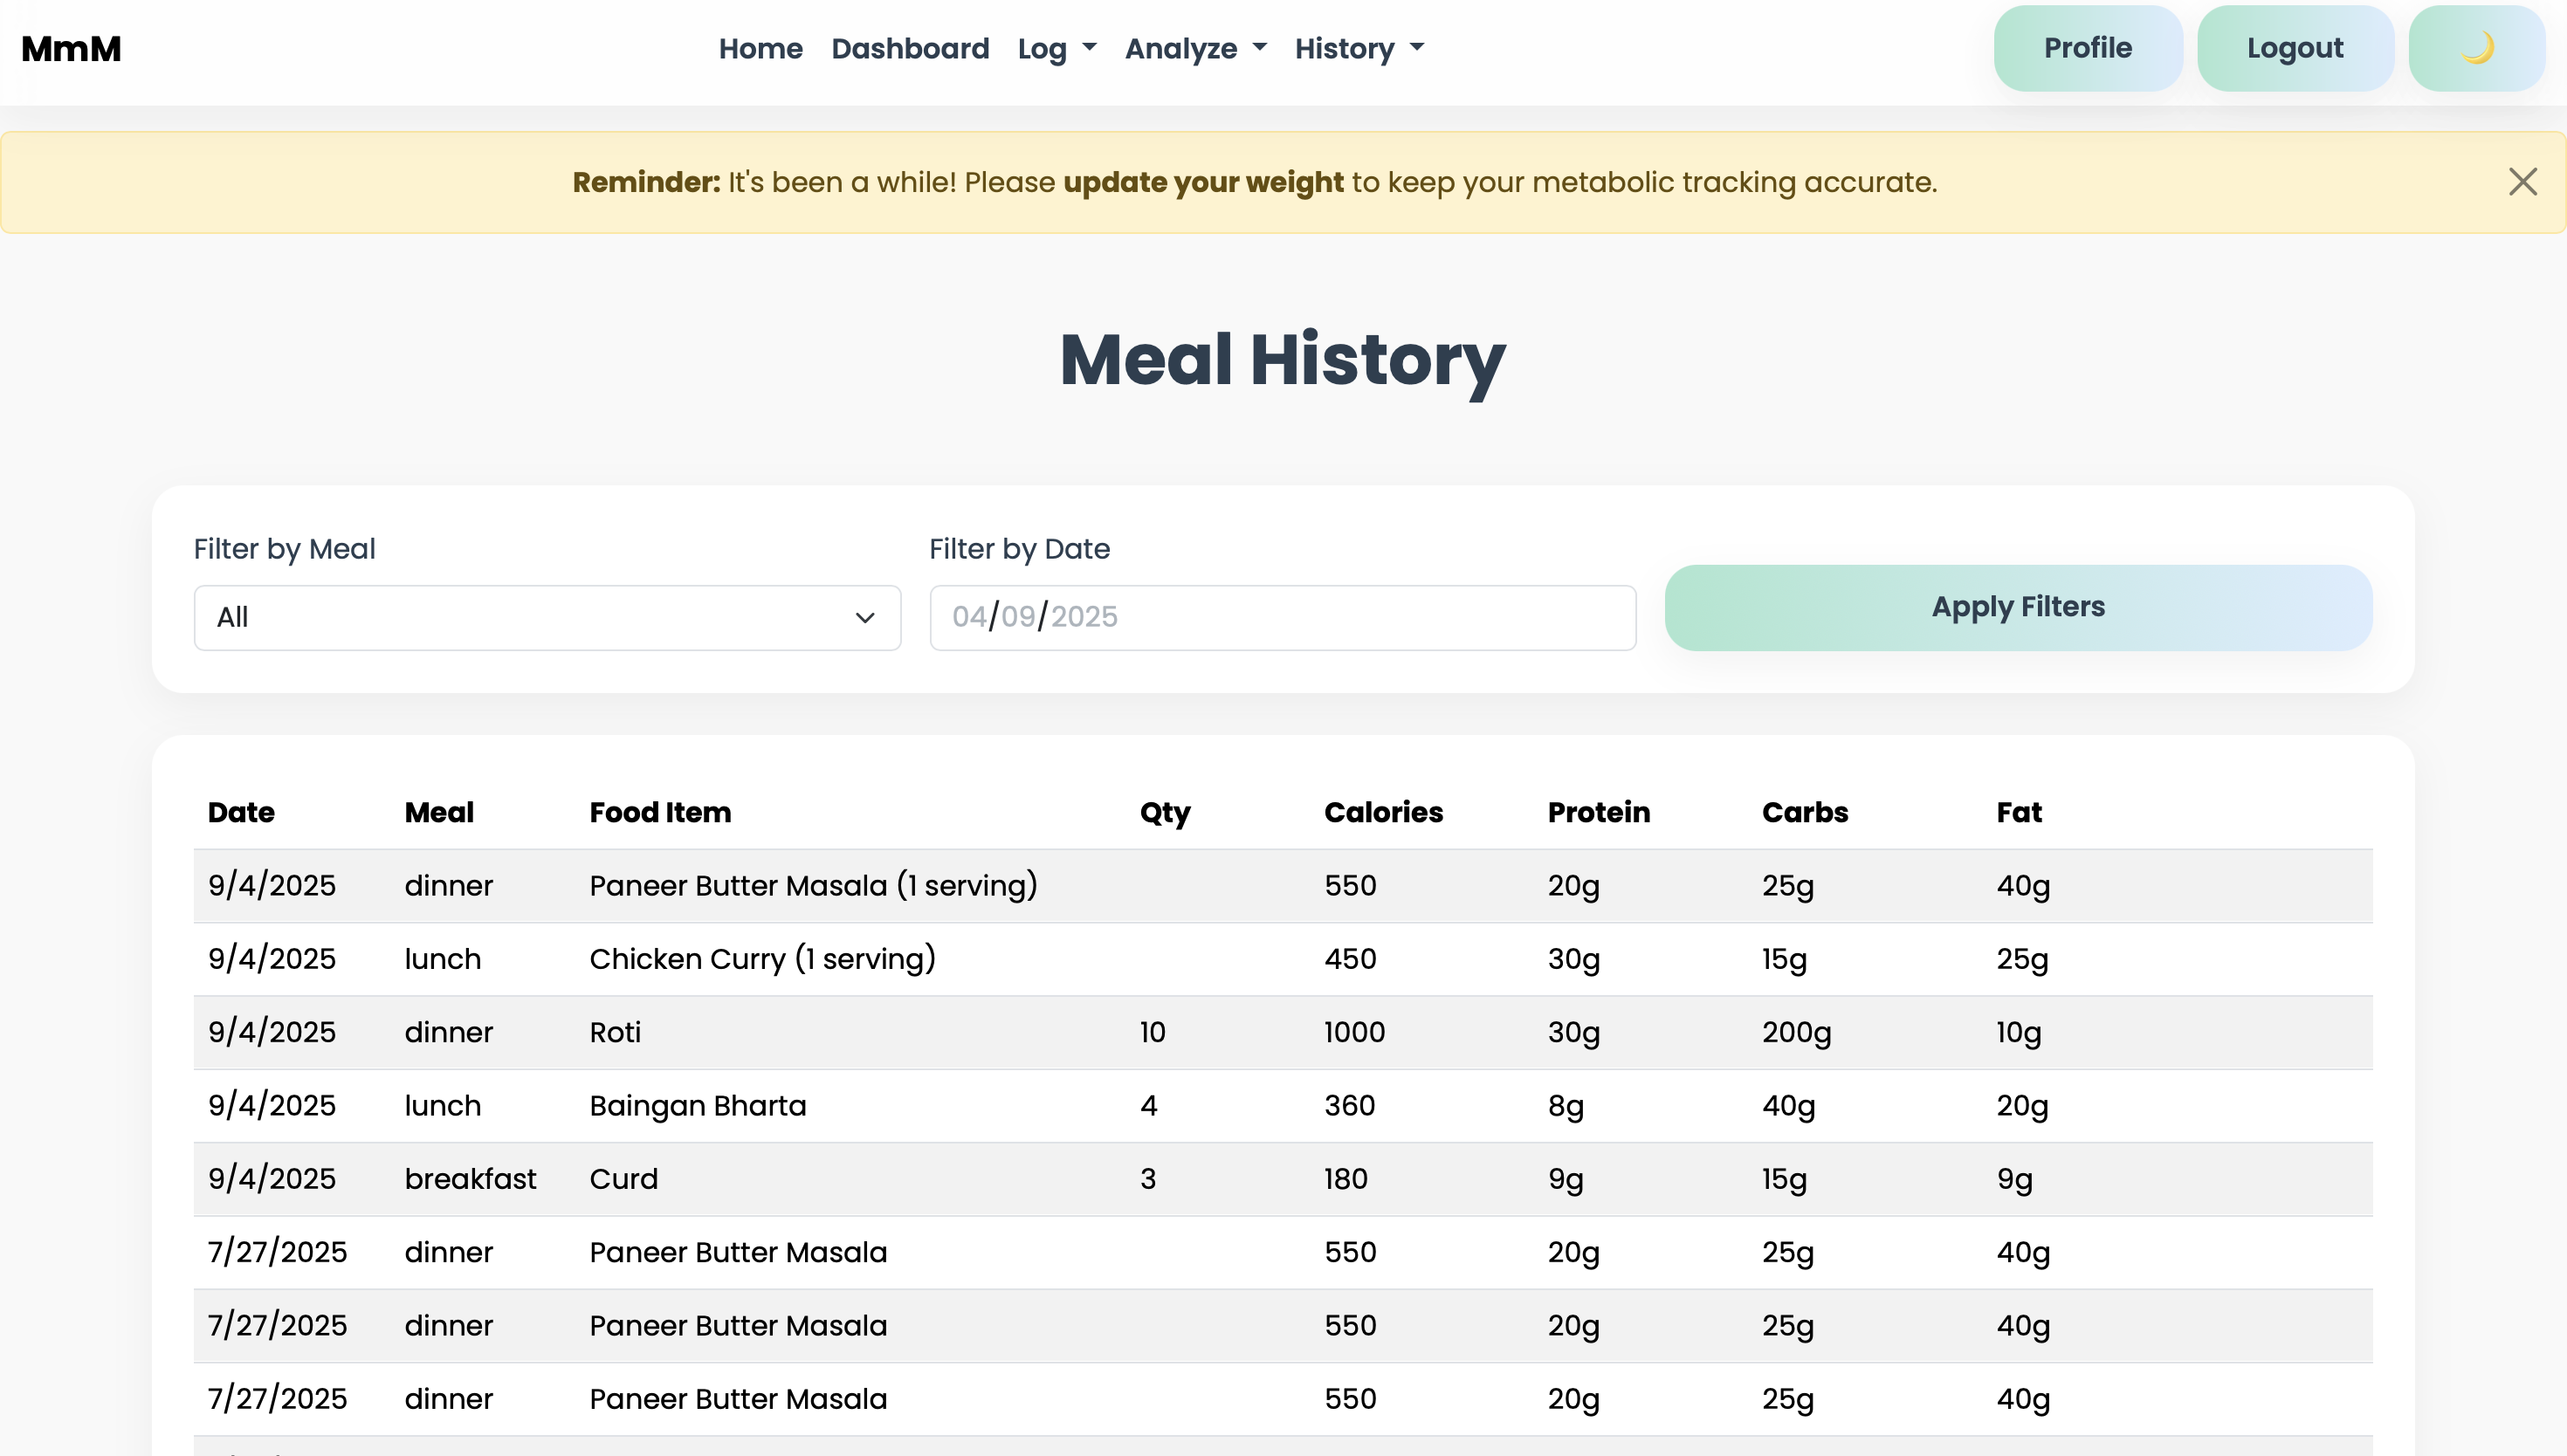 MmM Home Dashboard Log Analyze History Profile Logout
Reminder: It's been a while! Please update your weight to keep your metabolic tracking accurate.
Meal History
Filter by Meal Filter by Date
All 04/09/2025 Apply Filters
Date Meal Food Item Qty Calories Protein Carbs Fat
9/4/2025 dinner Paneer Butter Masala (1 serving) 550 20g 25g 40g
9/4/2025 lunch Chicken Curry (1 serving) 450 30g 15g 25g
9/4/2025 dinner Roti 10 1000 30g 200g 10g
9/4/2025 lunch Baingan Bharta 4 360 8g 40g 20g
9/4/2025 breakfast Curd 3 180 9g 15g 9g
7/27/2025 dinner Paneer Butter Masala 550 20g 25g 40g
7/27/2025 dinner Paneer Butter Masala 550 20g 25g 40g
7/27/2025 dinner Paneer Butter Masala 550 20g 25g 40g